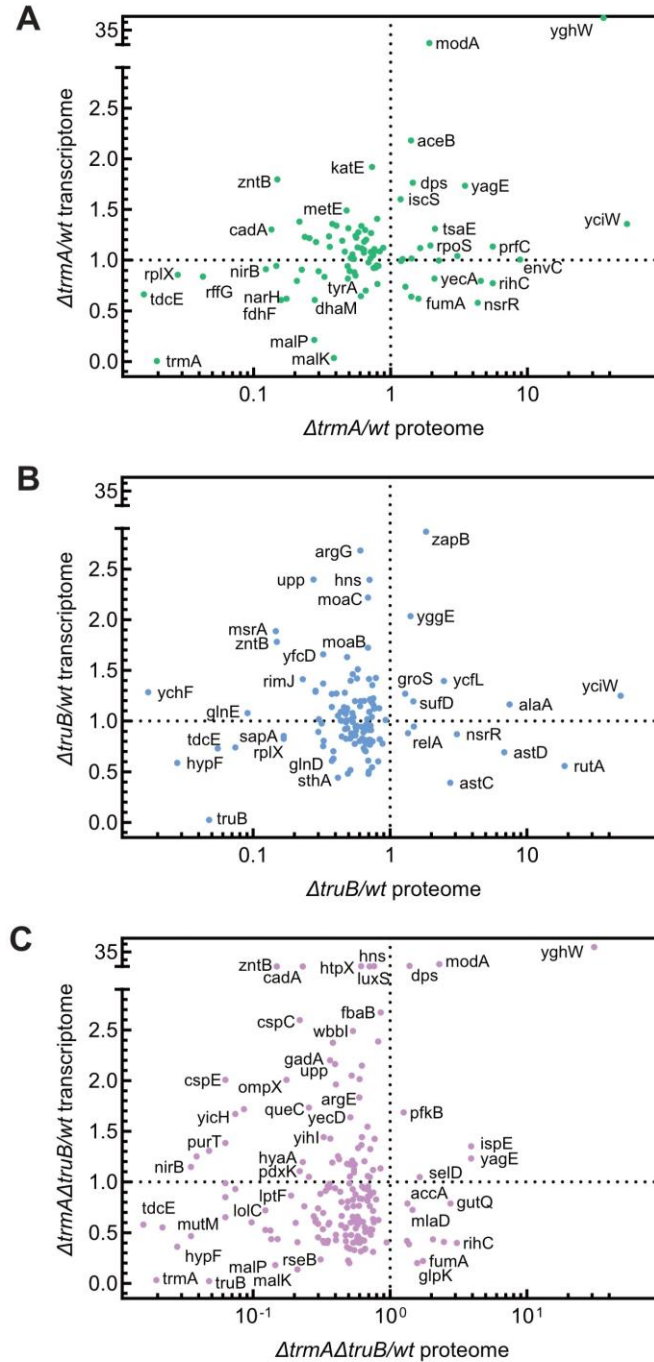 A
ΔtrmA/wt transcriptome
35
2.5
2.0
1.5
1.0
0.5
0.0
yghW
modA
aceB
katE
zntB
dps
yagE
iscS
metE
yciW
cadA
tsaE
rpoS
prfC
rplX
nirB
envC
tyrA
yecA
rihC
tdcE
rffG
narH
fdhF
dhaM
fumA
nsrR
malP
trmA
malK
0.1
1
10
ΔtrmA/wt proteome
B
ΔtruB/wt transcriptome
35
2.5
2.0
1.5
1.0
0.5
0.0
zapB
argG
upp
hns
moaC
yggE
msrA
zntB
moaB
yfcD
ychF
rimJ
groS
ycfL
yciW
sufD
alaA
glnE
tdcE
sapA
rplX
relA
nsrR
astD
hypF
glnD
sthA
rutA
astC
truB
0.1
1
10
ΔtruB/wt proteome
C
ΔtrmAΔtruB/wt transcriptome
35
2.5
2.0
1.5
1.0
0.5
0.0
yghW
zntB
cadA
htpX
hns
luxS
dps
modA
fbaB
cspC
wbbI
gadA
upp
cspE
ompX
argE
yicH
queC
yecD
pfkB
purT
yihI
ispE
yagE
nirB
hyaA
pdxK
selD
lptF
accA
gutQ
tdcE
lolC
mutM
mlaD
hypF
rseB
rihC
malP
fumA
trmA
truB
malK
glpK
10⁻¹
10⁰
10¹
ΔtrmAΔtruB/wt proteome